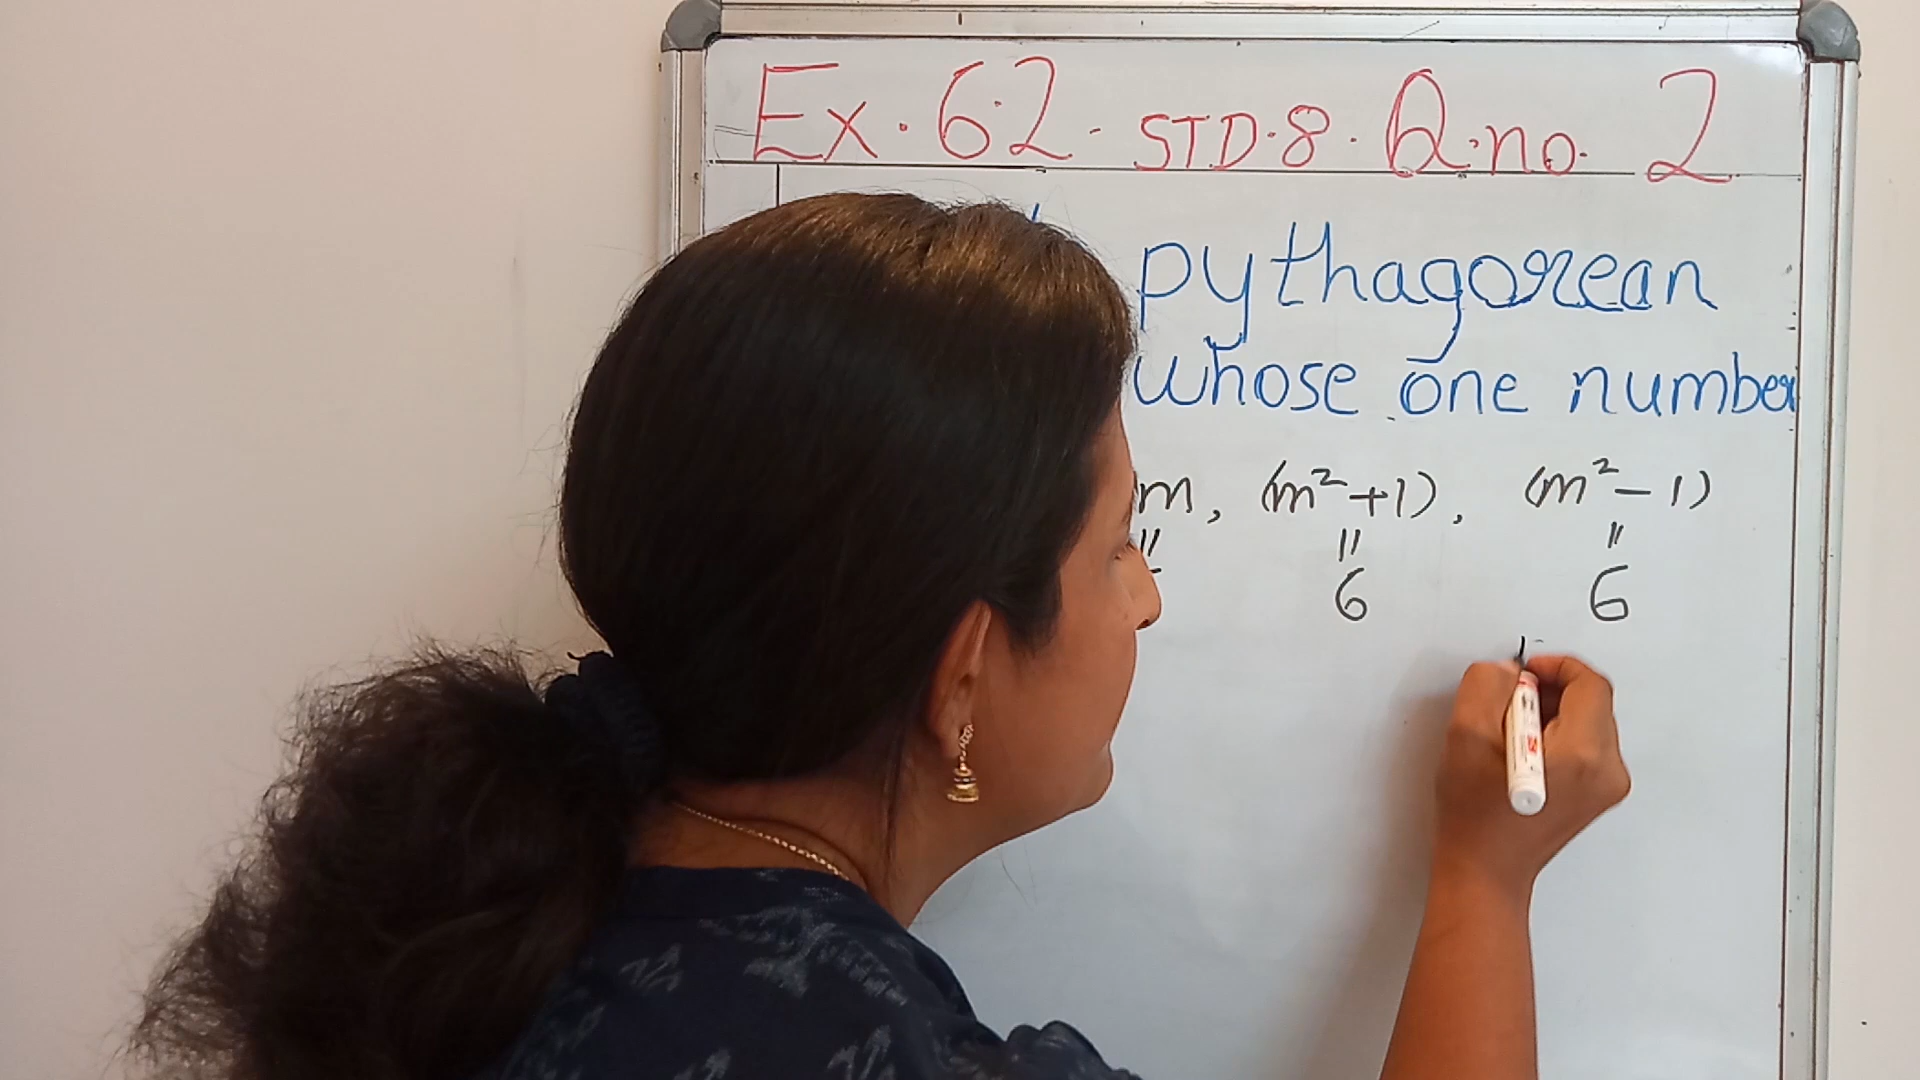 Ex. 6.2. STD.8. Q.no. 2
pythagorean
whose one number
m, (m²+1), (m²-1)
" " "
6 6